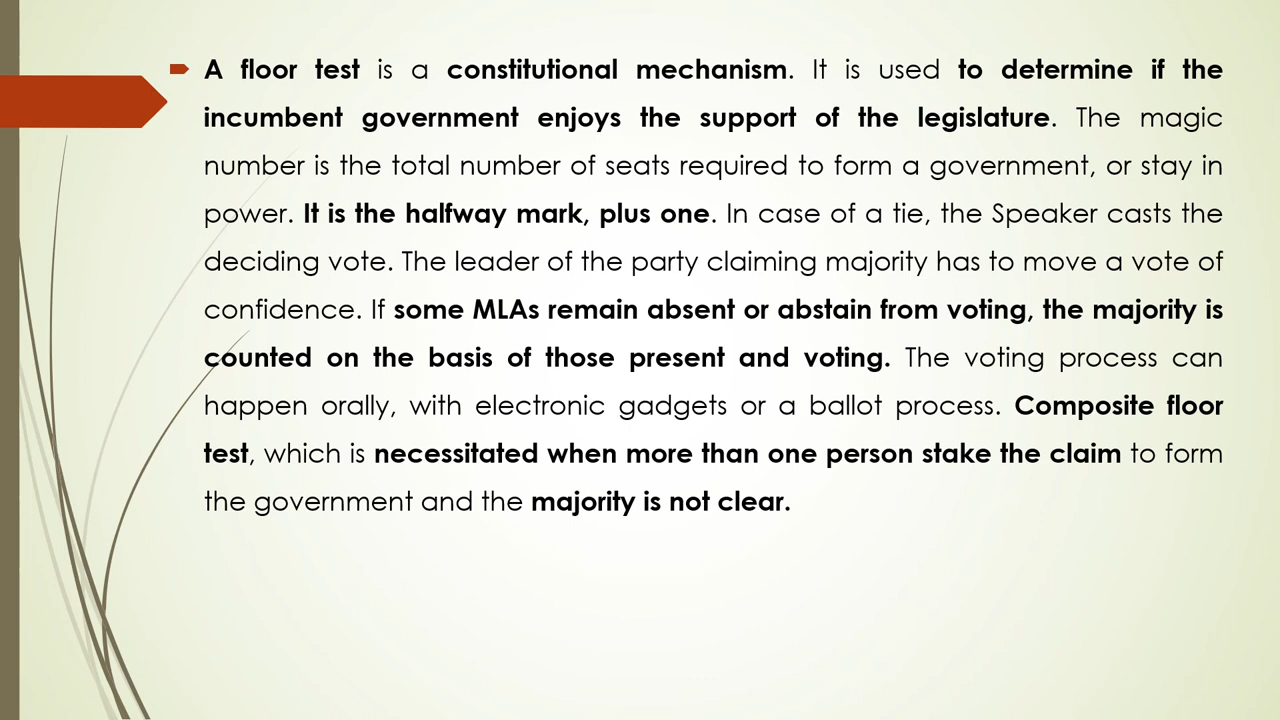 A floor test is a constitutional mechanism. It is used to determine if the
incumbent government enjoys the support of the legislature. The magic
number is the total number of seats required to form a government, or stay in
power. It is the halfway mark, plus one. In case of a tie, the Speaker casts the
deciding vote. The leader of the party claiming majority has to move a vote of
confidence. If some MLAs remain absent or abstain from voting, the majority is
counted on the basis of those present and voting. The voting process can
happen orally, with electronic gadgets or a ballot process. Composite floor
test, which is necessitated when more than one person stake the claim to form
the government and the majority is not clear.